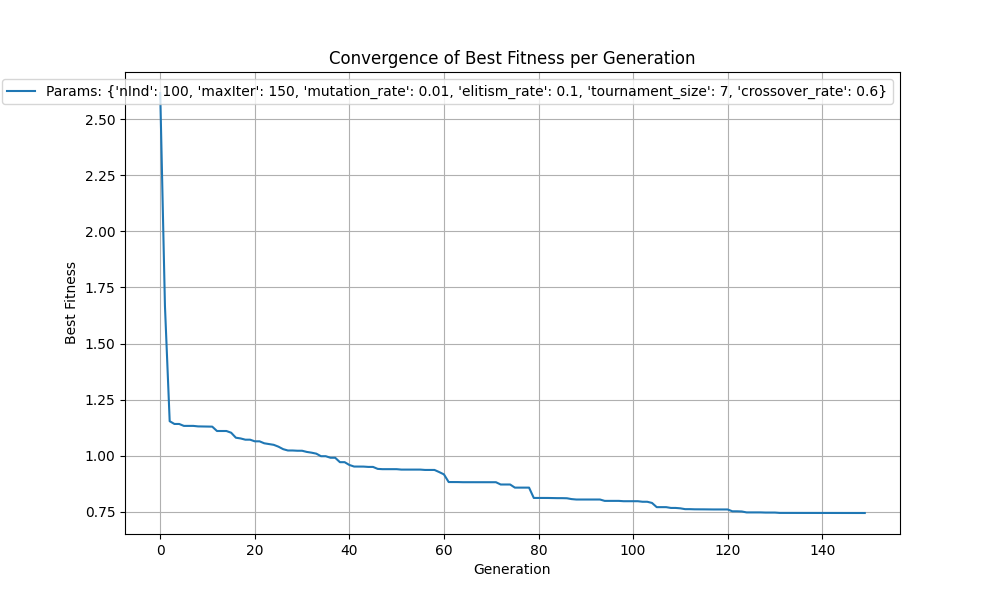 Convergence of Best Fitness per Generation
Params: {'nInd': 100, 'maxIter': 150, 'mutation_rate': 0.01, 'elitism_rate': 0.1, 'tournament_size': 7, 'crossover_rate': 0.6}
Best Fitness
2.50
2.25
2.00
1.75
1.50
1.25
1.00
0.75
0 20 40 60 80 100 120 140
Generation